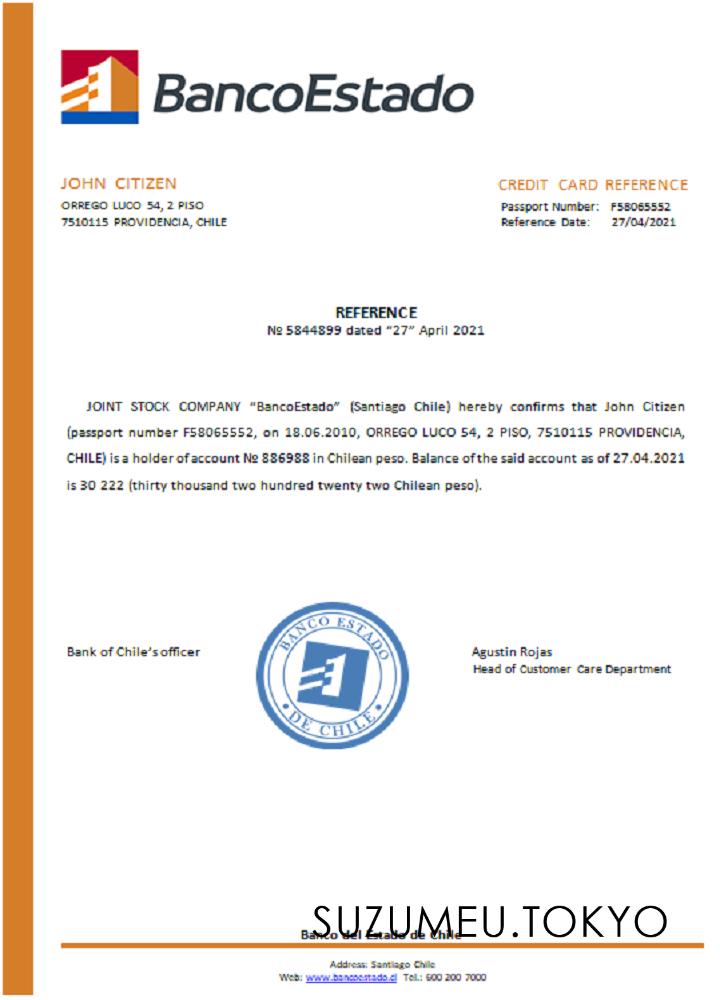 BancoEstado
JOHN CITIZEN
ORREGO LUCO 54, 2 PISO
7510115 PROVIDENCIA, CHILE
CREDIT CARD REFERENCE
Passport Number: F58065552
Reference Date: 27/04/2021
REFERENCE
№ 5844899 dated “27” April 2021
JOINT STOCK COMPANY “BancoEstado” (Santiago Chile) hereby confirms that John Citizen
(passport number F58065552, on 18.06.2010, ORREGO LUCO 54, 2 PISO, 7510115 PROVIDENCIA,
CHILE) is a holder of account № 886988 in Chilean peso. Balance of the said account as of 27.04.2021
is 30 222 (thirty thousand two hundred twenty two Chilean peso).
Bank of Chile’s officer
BANCO ESTADO
DE CHILE
Agustin Rojas
Head of Customer Care Department
SUZUMEU.TOKYO
Banco del Estado de Chile
Address: Santiago Chile
Web: www.bancoestado.cl Tel.: 600 200 7000